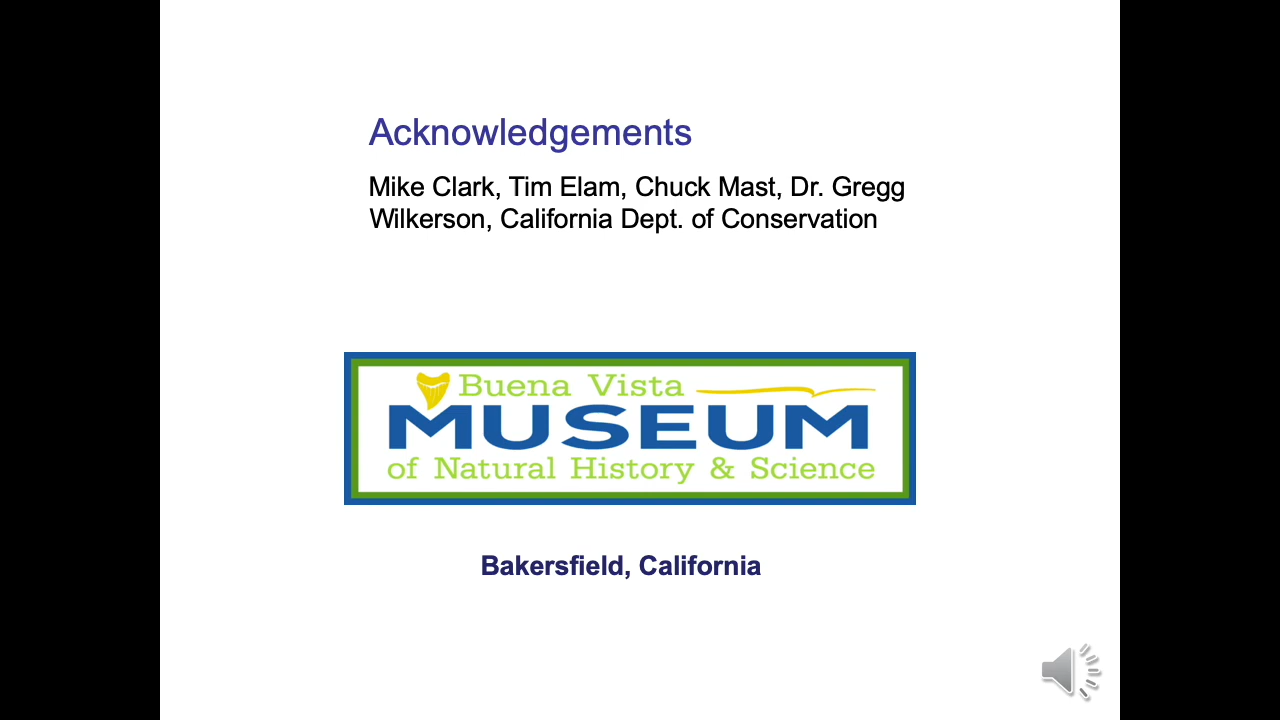 Acknowledgements
Mike Clark, Tim Elam, Chuck Mast, Dr. Gregg
Wilkerson, California Dept. of Conservation
Buena Vista
MUSEUM
of Natural History & Science
Bakersfield, California